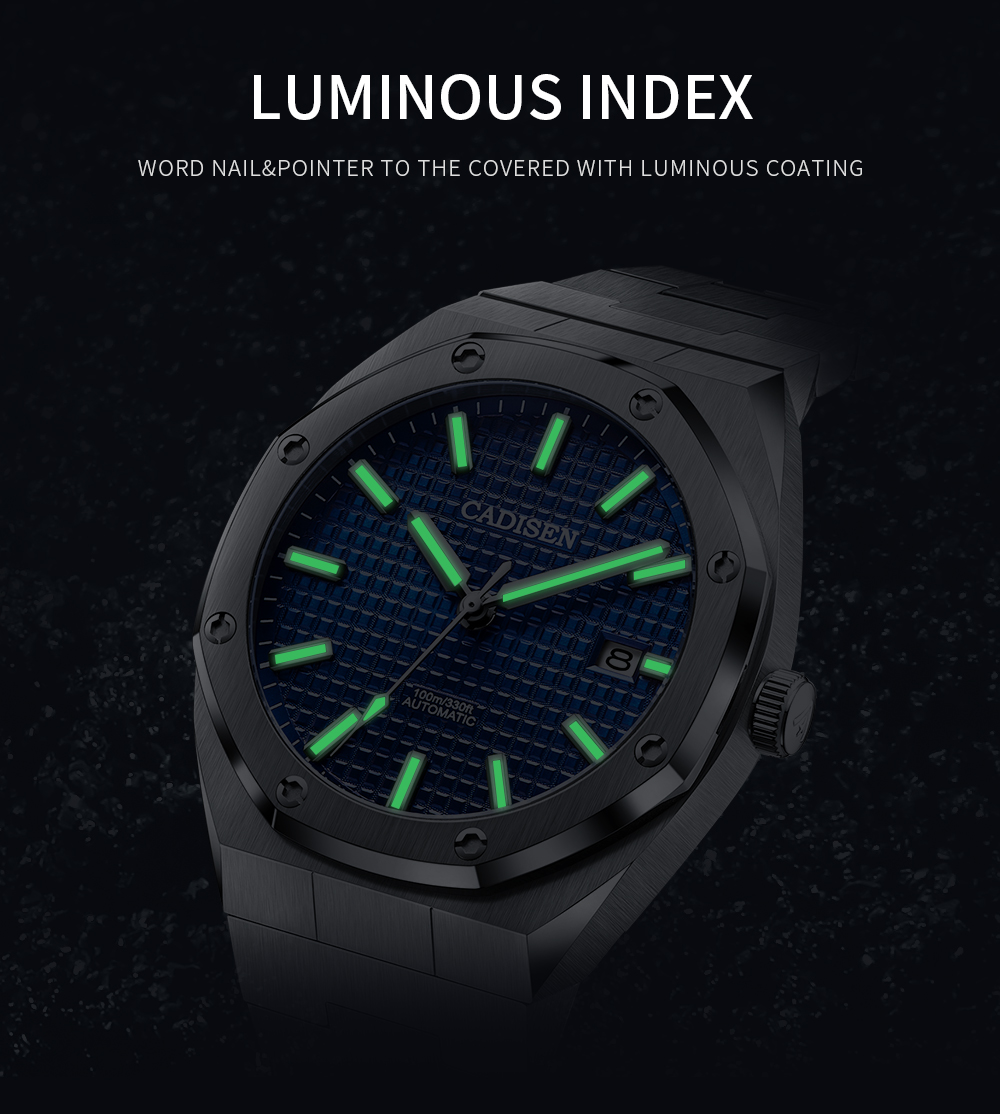 LUMINOUS INDEX
WORD NAIL&POINTER TO THE COVERED WITH LUMINOUS COATING
CADISEN
8
100m/330ft
AUTOMATIC